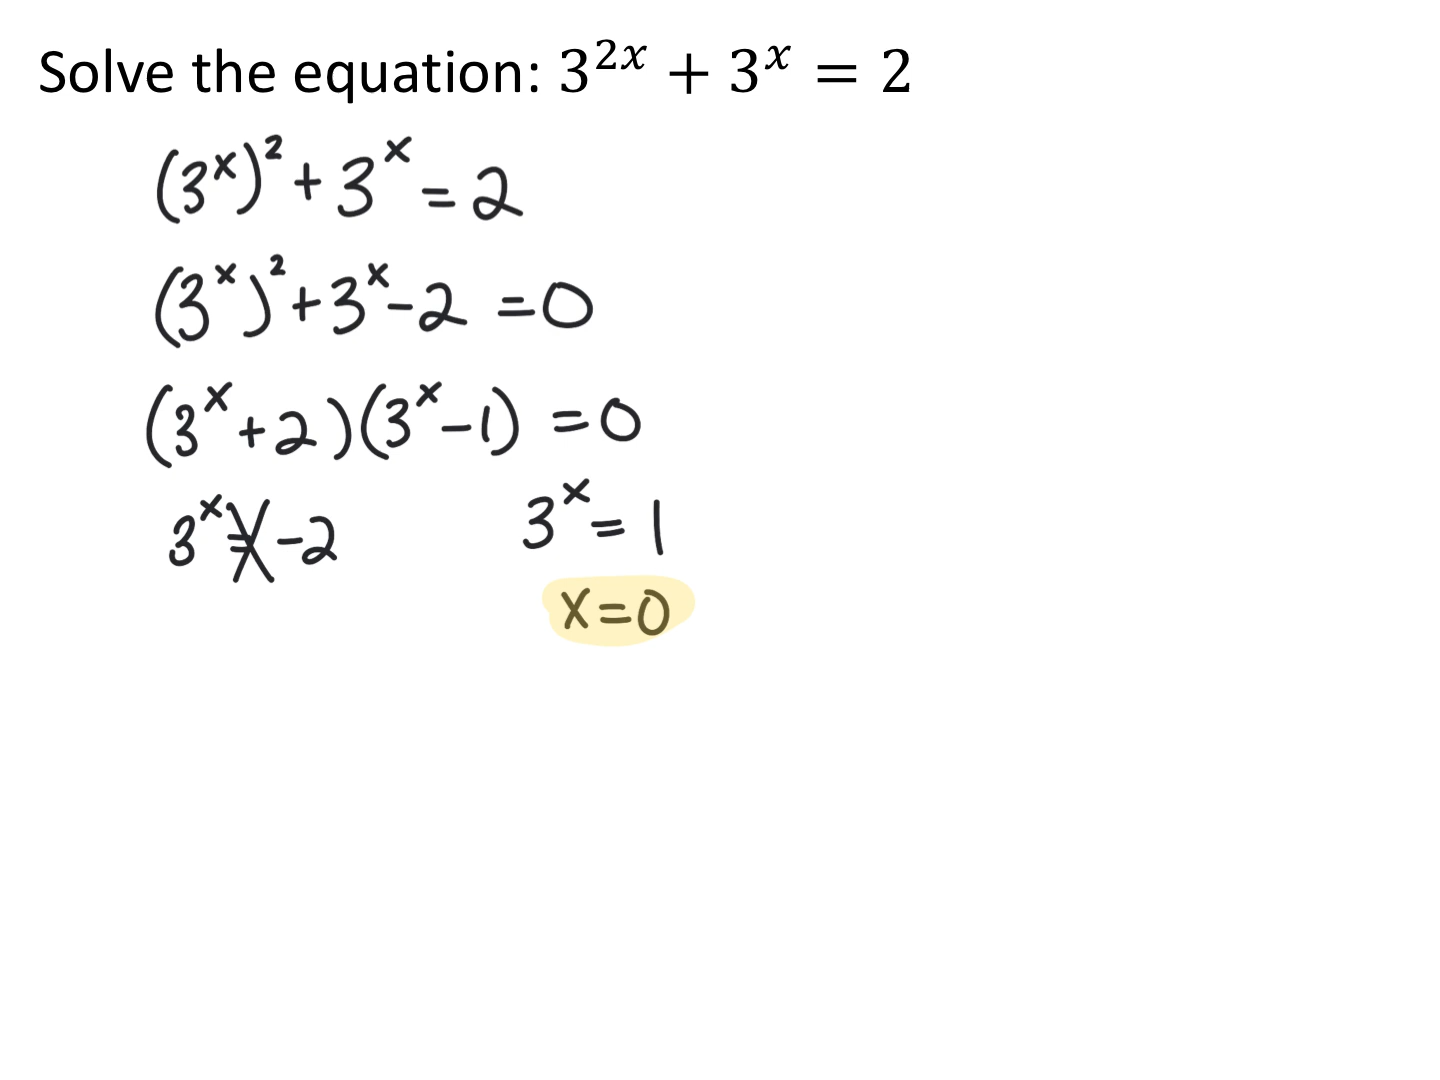 Solve the equation: 3^{2x} + 3^x = 2
(3^x)^2 + 3^x = 2
(3^x)^2 + 3^x - 2 = 0
(3^x + 2)(3^x - 1) = 0
3^x = -2 3^x = 1
x = 0